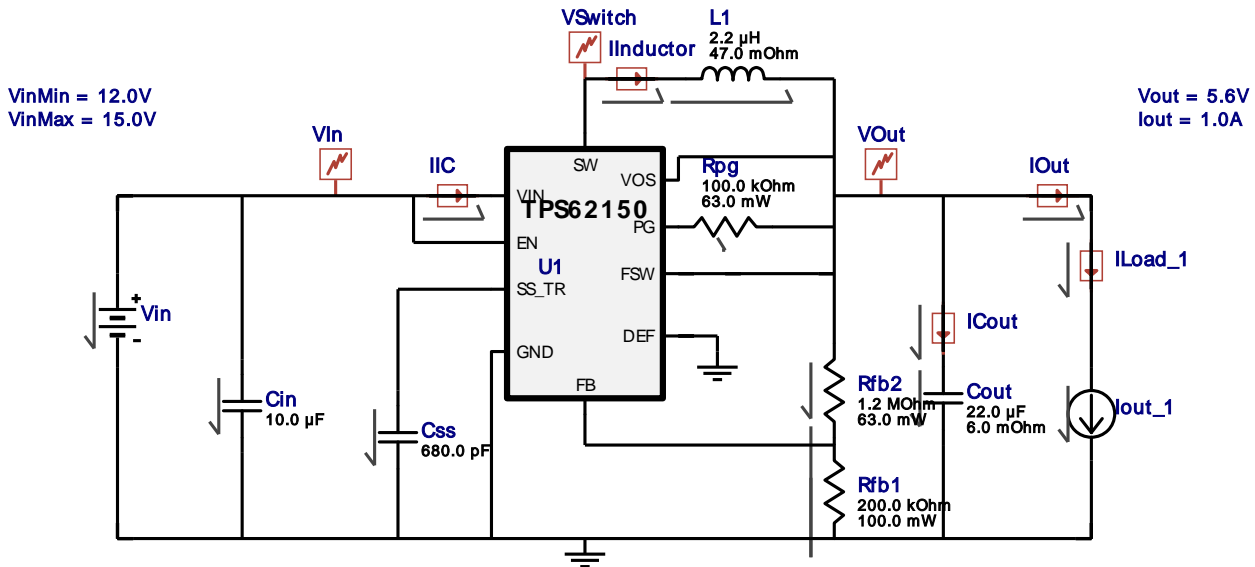 VSwitch
L1
2.2 µH
47.0 mOhm
IInductor
VinMin = 12.0V
VinMax = 15.0V
Vout = 5.6V
Iout = 1.0A
VIn
IIC
VOut
IOut
SW
VOS
Rpg
100.0 kOhm
63.0 mW
VIN
TPS62150
PG
EN
U1
FSW
SS_TR
ILoad_1
DEF
GND
FB
+
Vin
-
ICout
Cin
10.0 µF
Css
680.0 pF
Rfb2
1.2 MOhm
63.0 mW
Cout
22.0 µF
6.0 mOhm
Iout_1
Rfb1
200.0 kOhm
100.0 mW